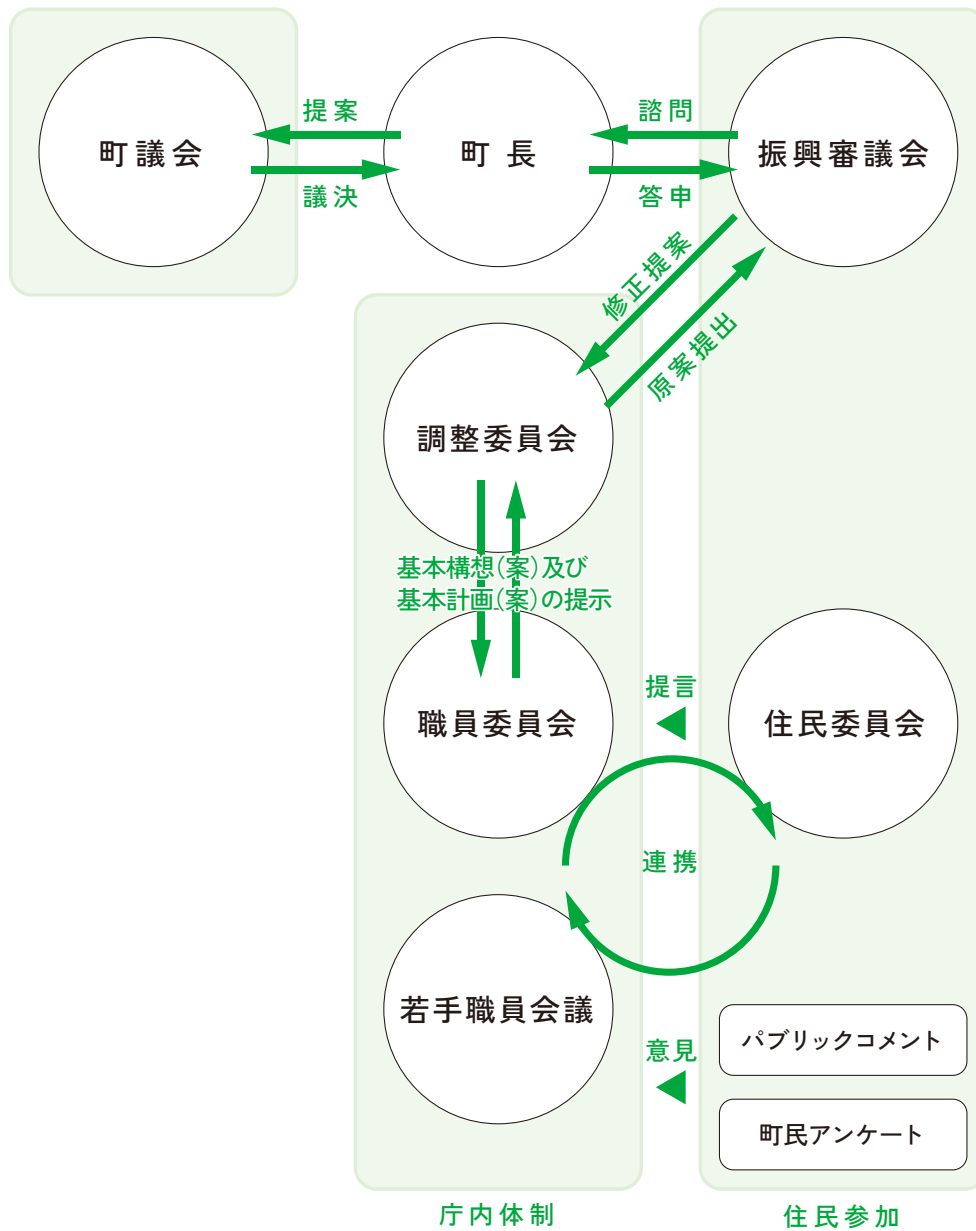 提案
諮問
町議会
町 長
振興審議会
議決
答申
修正提案
原案提出
調整委員会
基本構想(案)及び
基本計画(案)の提示
提言
職員委員会
住民委員会
連携
若手職員会議
意見
パブリックコメント
町民アンケート
庁内体制
住民参加